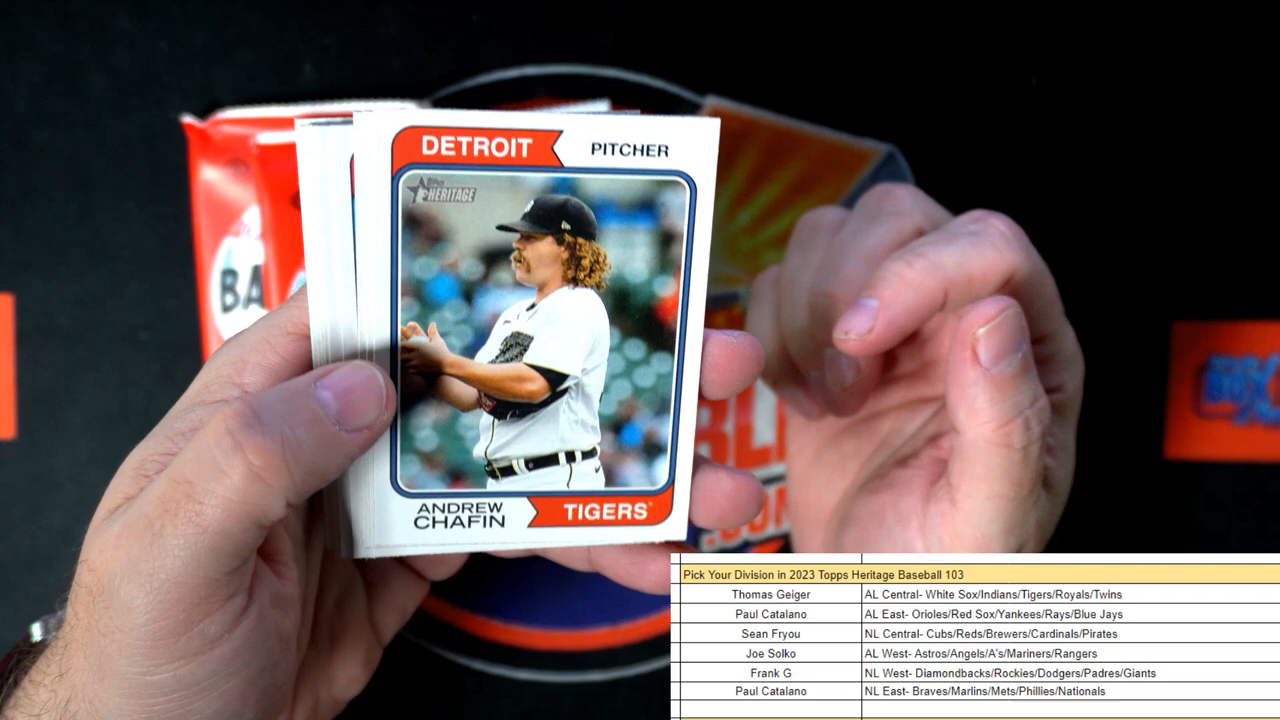 DETROIT
PITCHER
Topps
HERITAGE
BA
ANDREW
CHAFIN
TIGERS
Pick Your Division in 2023 Topps Heritage Baseball 103
Thomas Geiger AL Central- White Sox/Indians/Tigers/Royals/Twins
Paul Catalano AL East- Orioles/Red Sox/Yankees/Rays/Blue Jays
Sean Fryou NL Central- Cubs/Reds/Brewers/Cardinals/Pirates
Joe Solko AL West- Astros/Angels/A's/Mariners/Rangers
Frank G NL West- Diamondbacks/Rockies/Dodgers/Padres/Giants
Paul Catalano NL East- Braves/Marlins/Mets/Phillies/Nationals